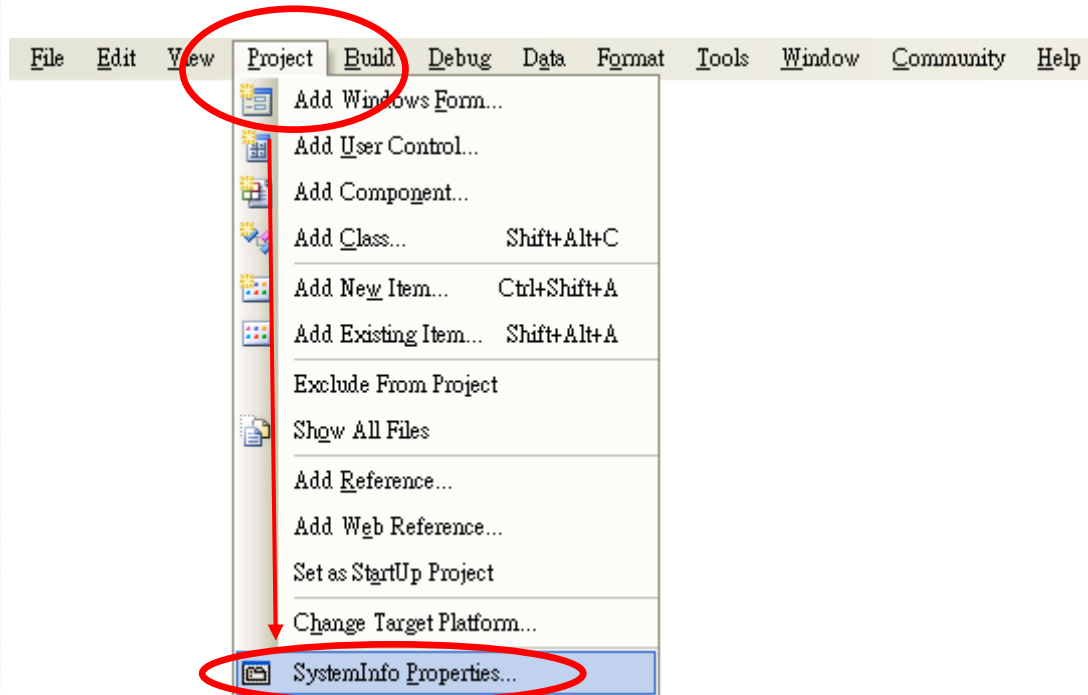 File Edit View Project Build Debug Data Format Tools Window Community Help
Add Windows Form...
Add User Control...
Add Component...
Add Class... Shift+Alt+C
Add New Item... Ctrl+Shift+A
Add Existing Item... Shift+Alt+A
Exclude From Project
Show All Files
Add Reference...
Add Web Reference...
Set as StartUp Project
Change Target Platform...
SystemInfo Properties...